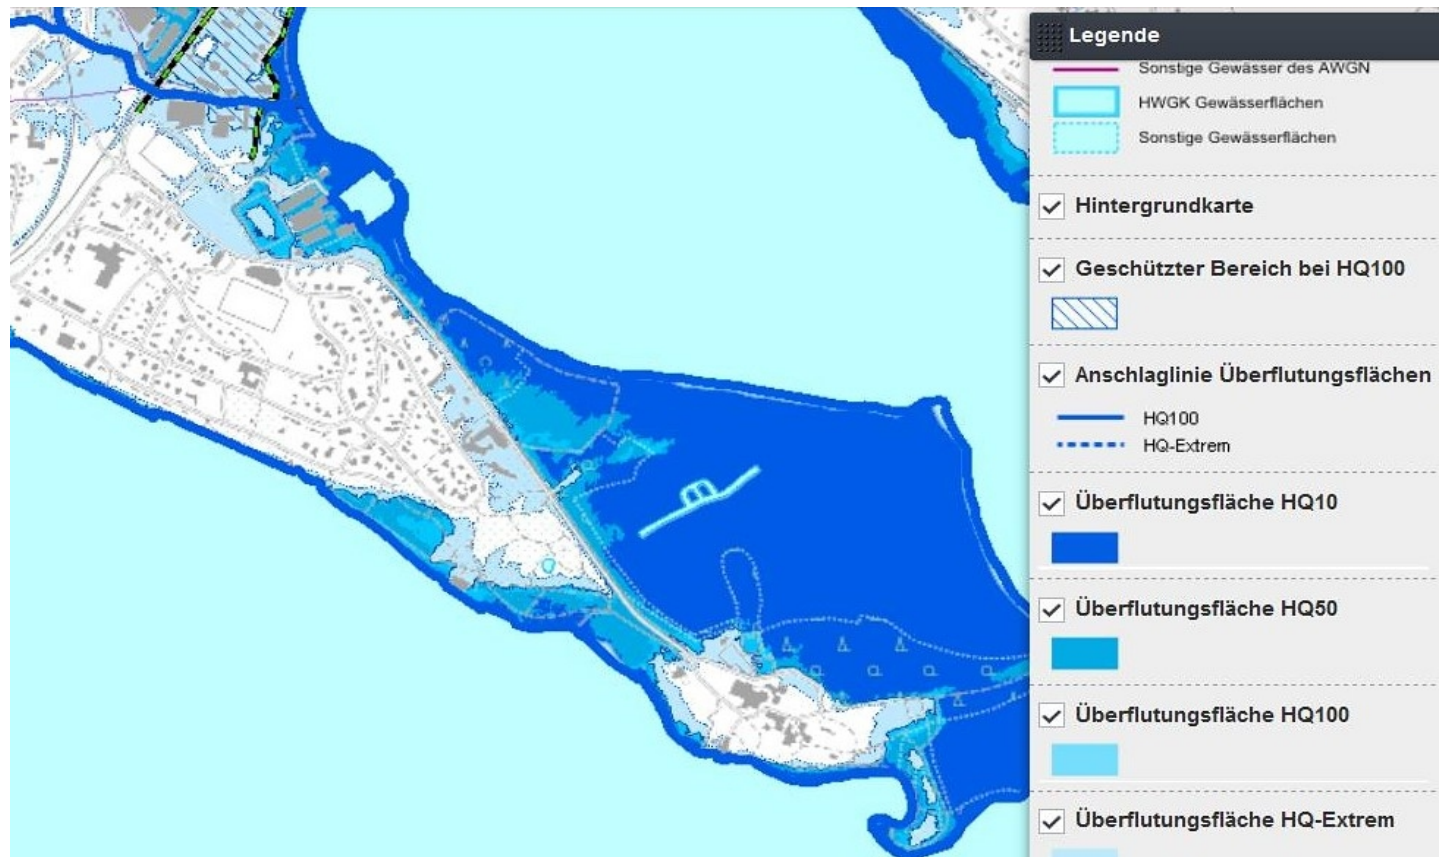 Legende
Sonstige Gewässer des AWGN
HWGK Gewässerflächen
Sonstige Gewässerflächen
Hintergrundkarte
Geschützter Bereich bei HQ100
Anschlaglinie Überflutungsflächen
HQ100
HQ-Extrem
Überflutungsfläche HQ10
Überflutungsfläche HQ50
Überflutungsfläche HQ100
Überflutungsfläche HQ-Extrem